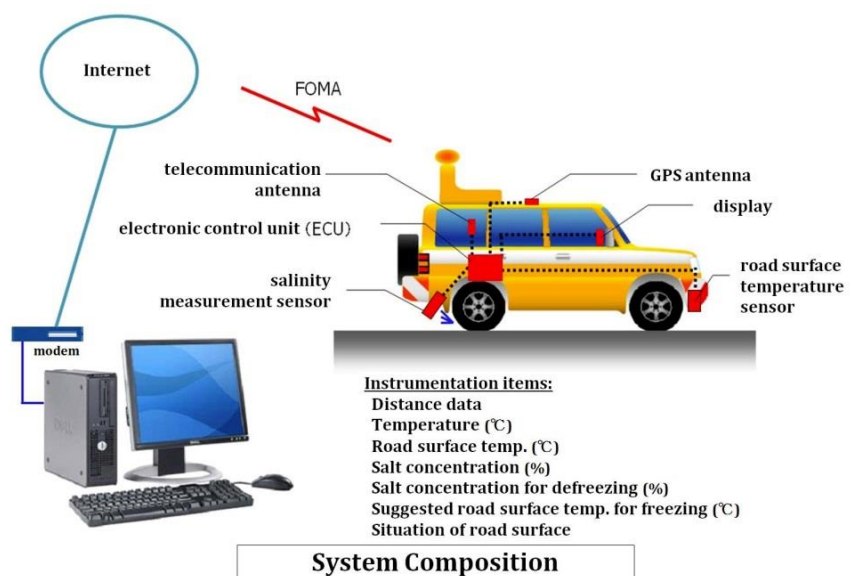 Internet
FOMA
telecommunication
antenna
GPS antenna
display
electronic control unit (ECU)
salinity
measurement sensor
road surface
temperature
sensor
modem
Instrumentation items:
Distance data
Temperature (℃)
Road surface temp. (℃)
Salt concentration (%)
Salt concentration for defreezing (%)
Suggested road surface temp. for freezing (℃)
Situation of road surface
System Composition